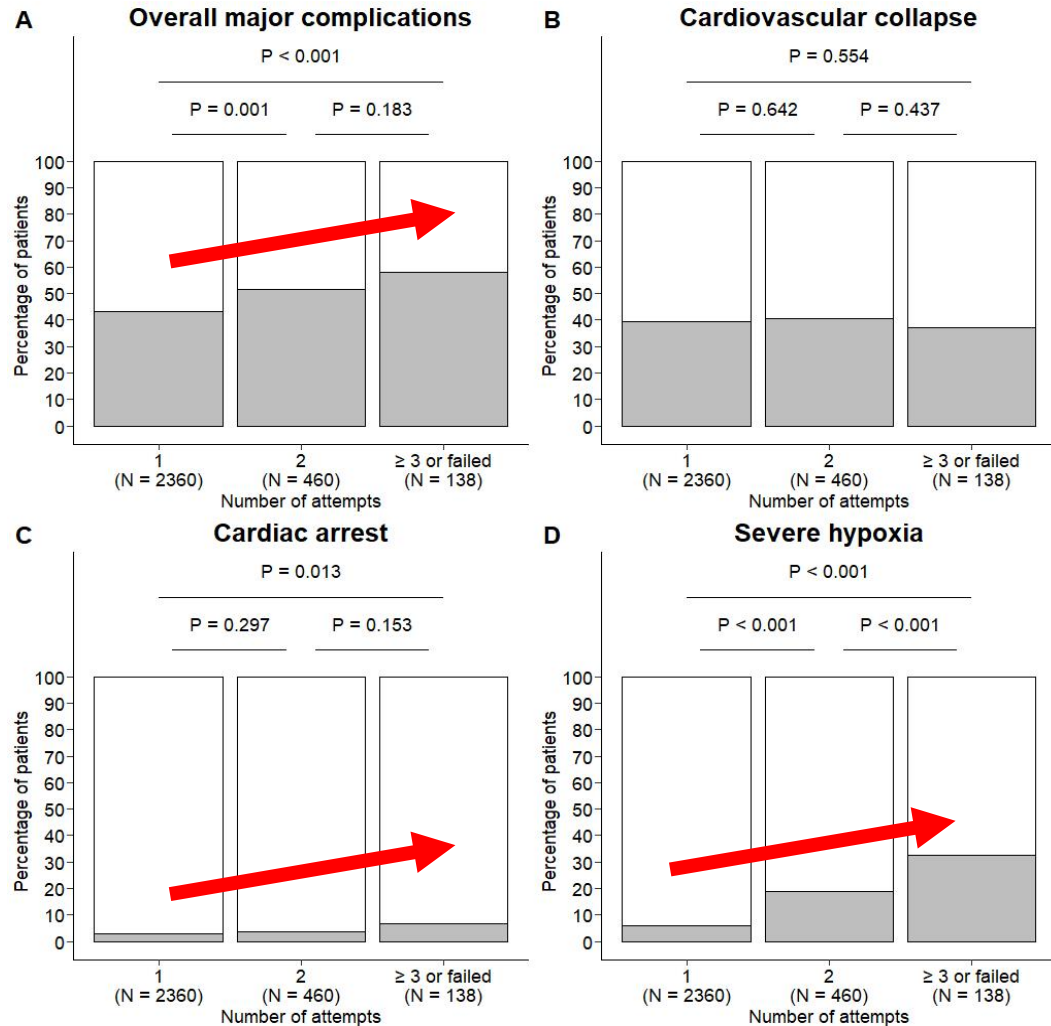 A Overall major complications
P < 0.001
P = 0.001 P = 0.183
100
90
80
70
60
50
40
30
20
10
0
Percentage of patients
1 2 ≥ 3 or failed
(N = 2360) (N = 460) (N = 138)
Number of attempts
B Cardiovascular collapse
P = 0.554
P = 0.642 P = 0.437
100
90
80
70
60
50
40
30
20
10
0
Percentage of patients
1 2 ≥ 3 or failed
(N = 2360) (N = 460) (N = 138)
Number of attempts
C Cardiac arrest
P = 0.013
P = 0.297 P = 0.153
100
90
80
70
60
50
40
30
20
10
0
Percentage of patients
1 2 ≥ 3 or failed
(N = 2360) (N = 460) (N = 138)
Number of attempts
D Severe hypoxia
P < 0.001
P < 0.001 P < 0.001
100
90
80
70
60
50
40
30
20
10
0
Percentage of patients
1 2 ≥ 3 or failed
(N = 2360) (N = 460) (N = 138)
Number of attempts